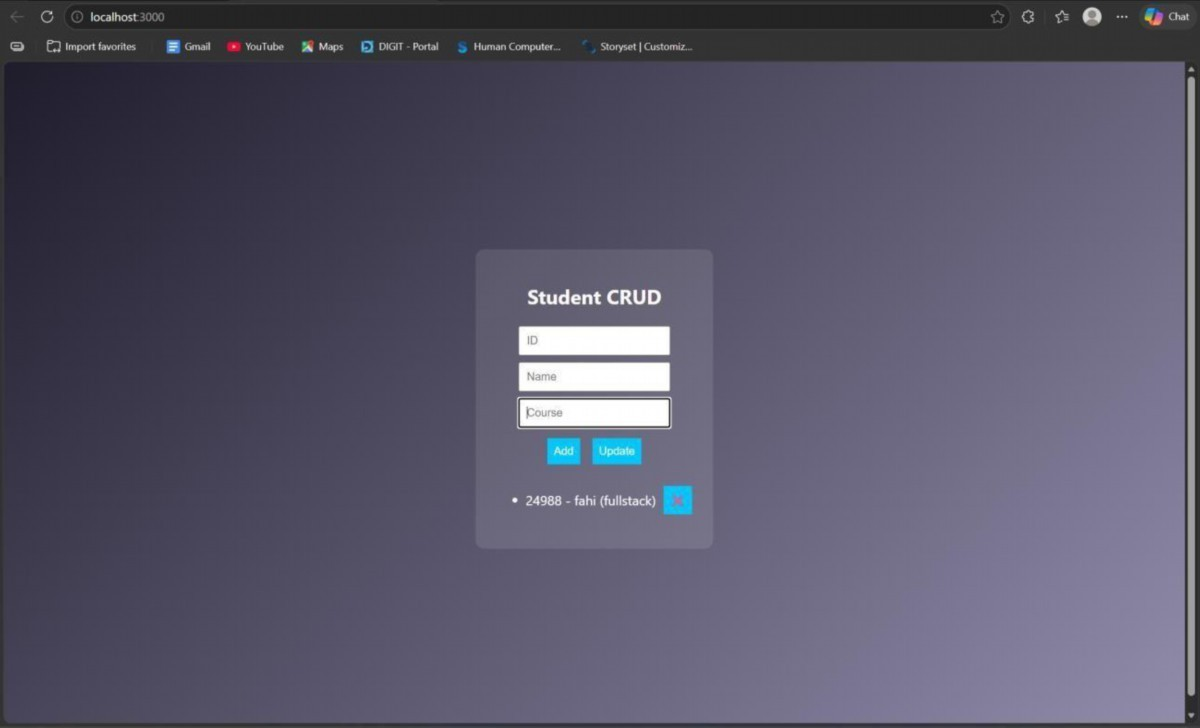 localhost:3000
Chat
Import favorites Gmail YouTube Maps DIGIT - Portal Human Computer... Storyset | Customiz...
Student CRUD
ID
Name
Course
Add Update
• 24988 - fahi (fullstack)